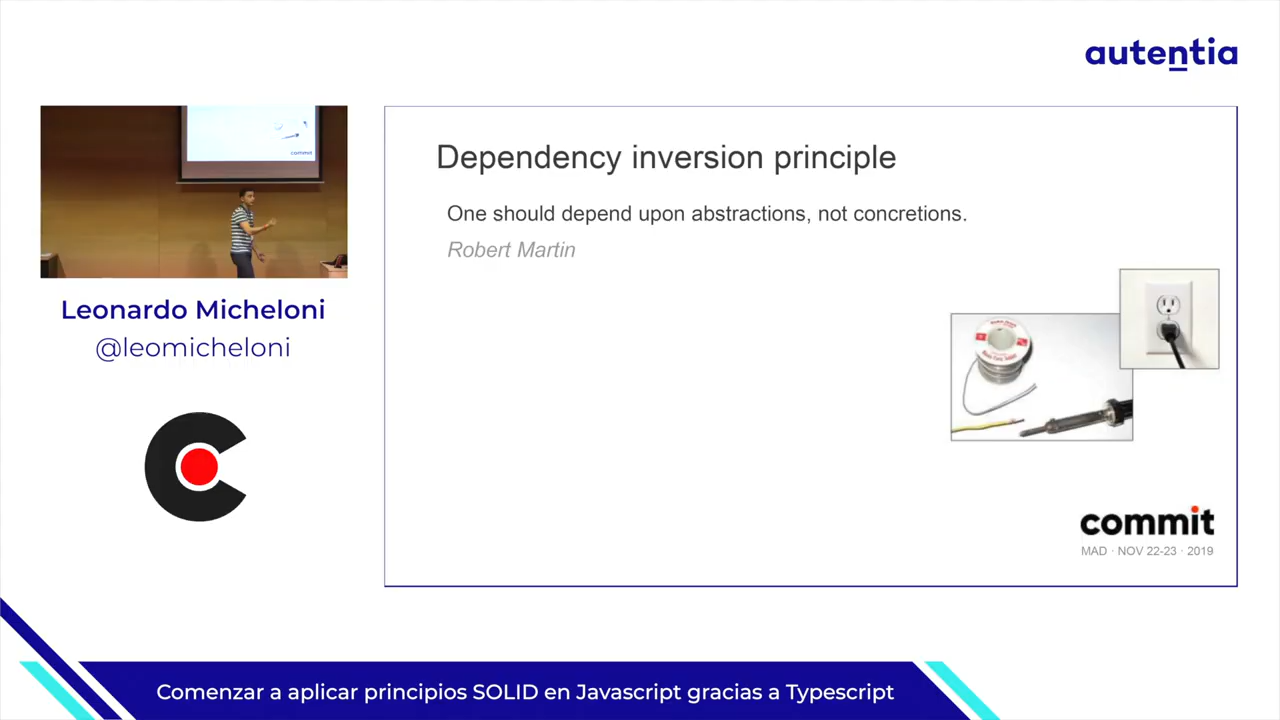 autentia
commit
Leonardo Micheloni
@leomicheloni
Dependency inversion principle
One should depend upon abstractions, not concretions.
Robert Martin
commit
MAD · NOV 22-23 · 2019
Comenzar a aplicar principios SOLID en Javascript gracias a Typescript